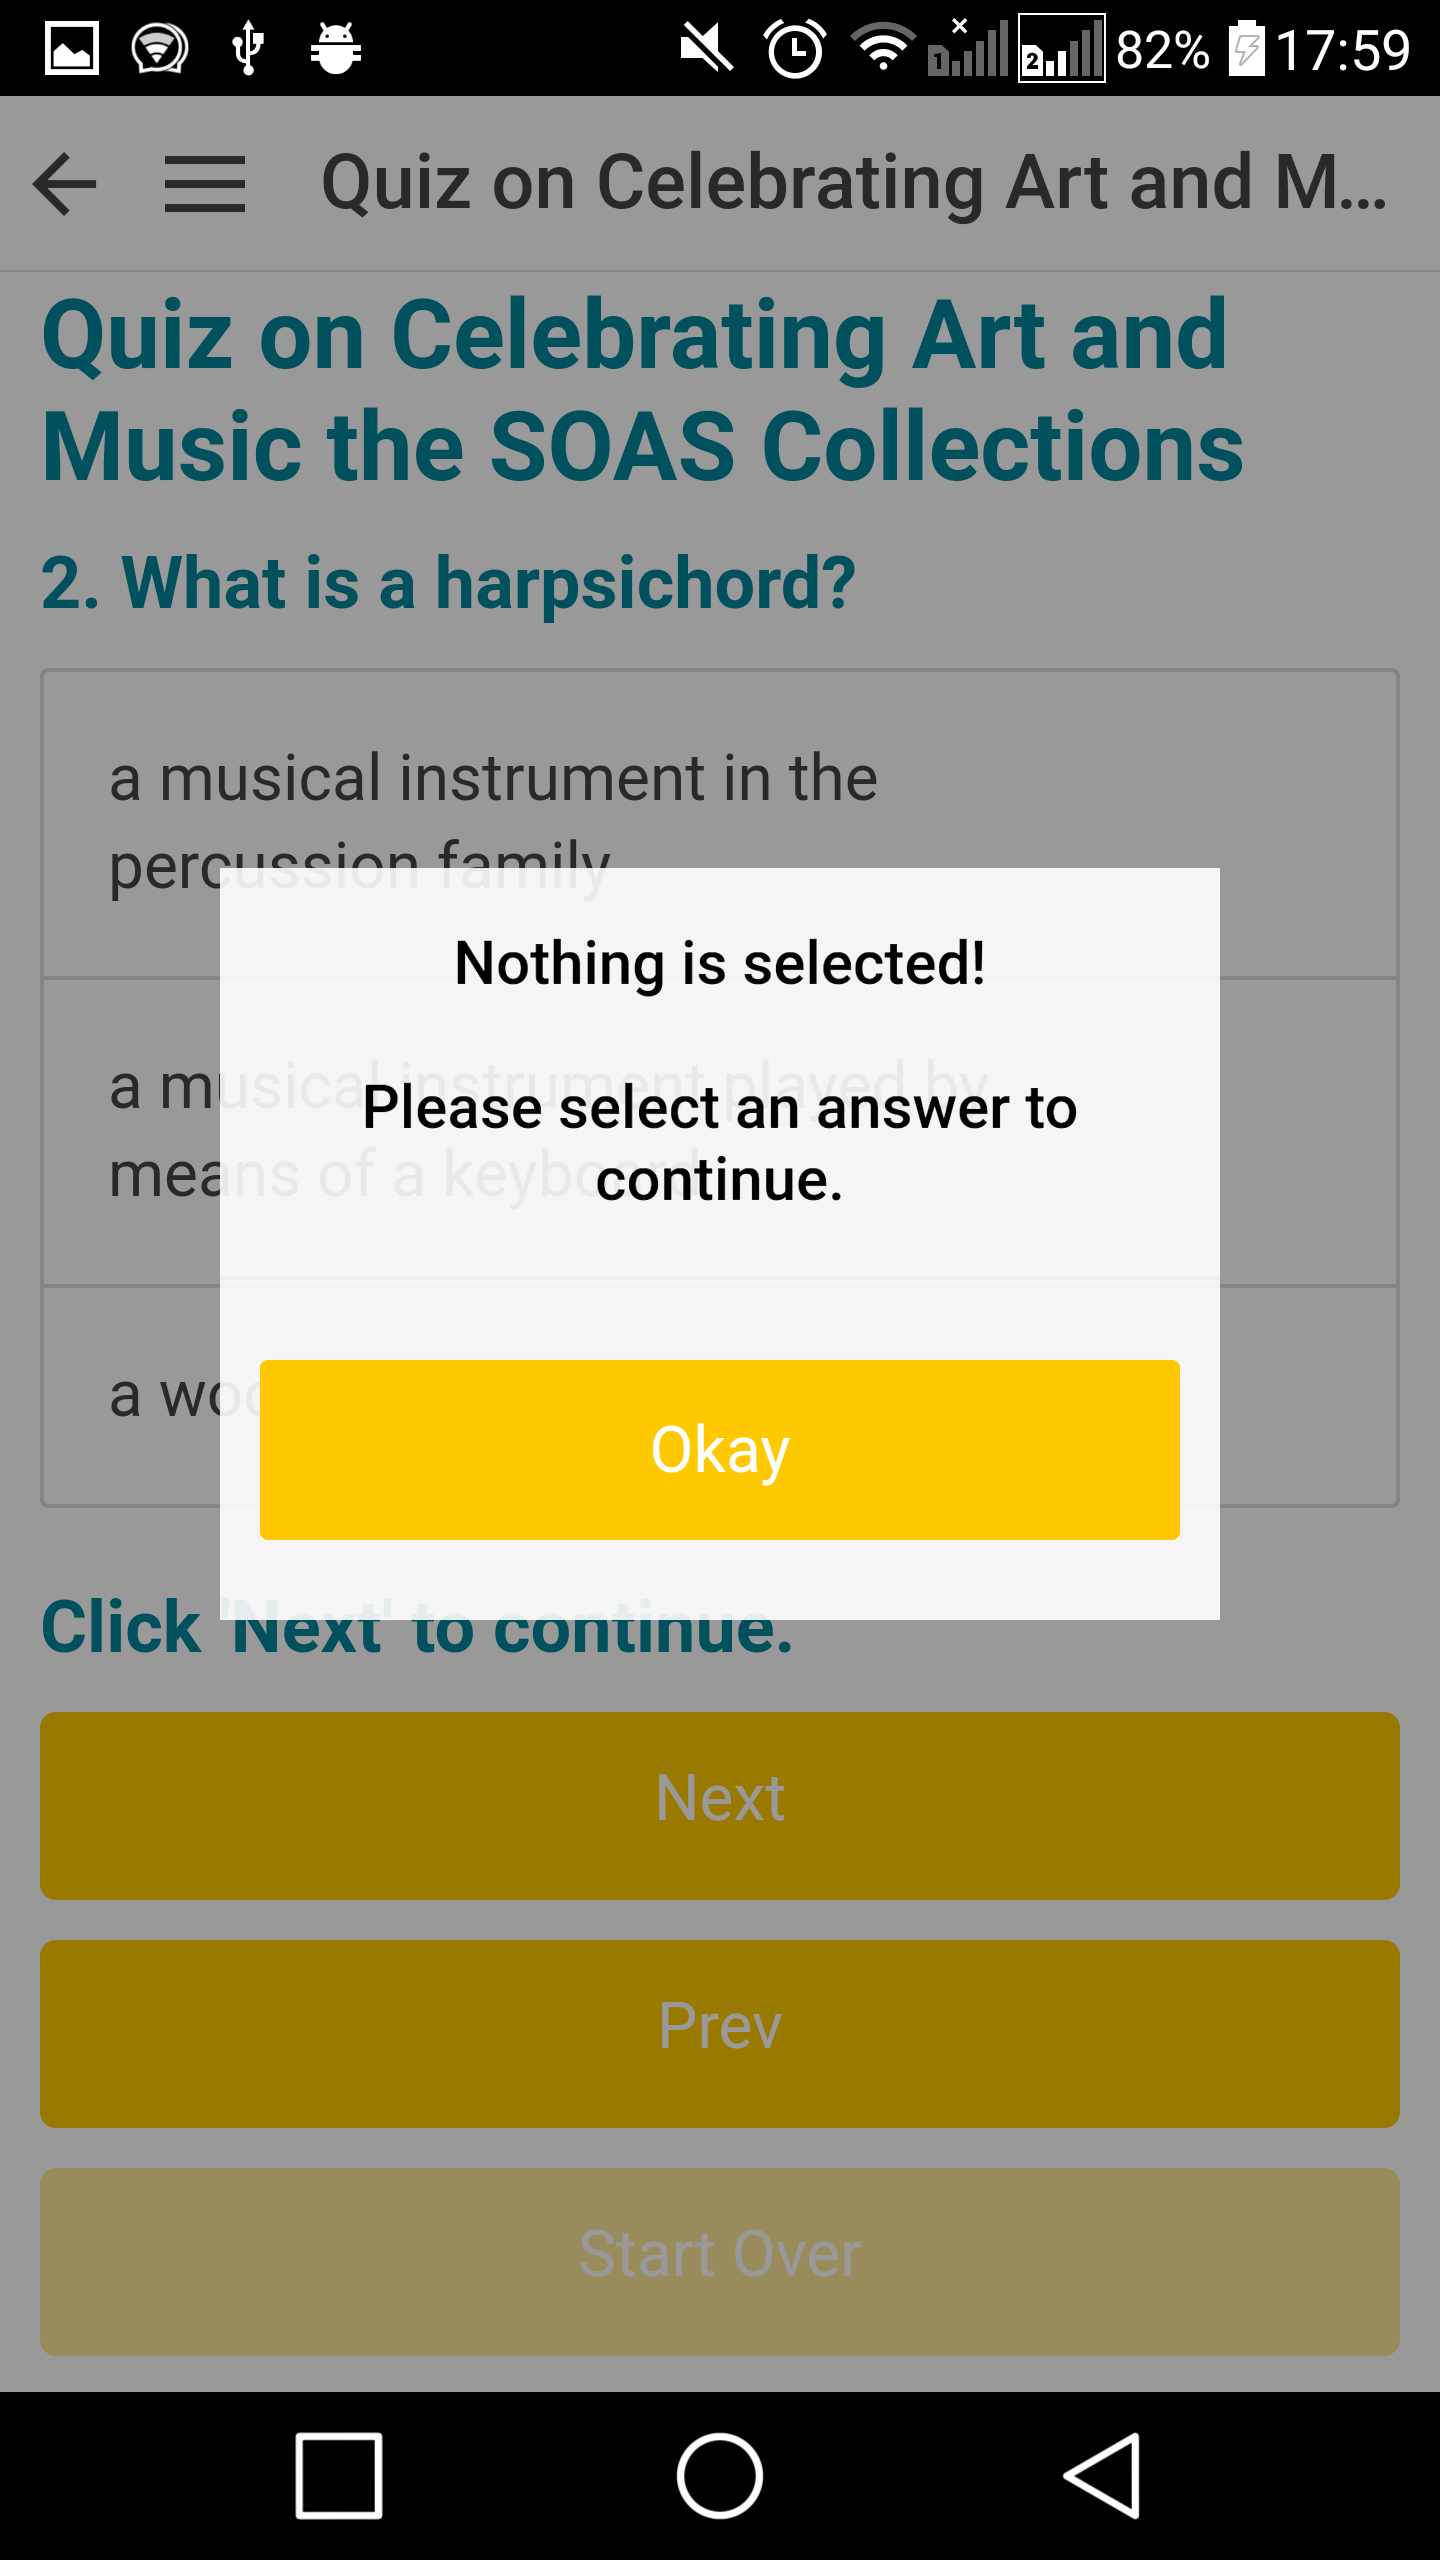 82% 17:59
Quiz on Celebrating Art and M...
Quiz on Celebrating Art and
Music the SOAS Collections
2. What is a harpsichord?
a musical instrument in the
percussion family
a musical instrument played by
means of a keyboard
Nothing is selected!
Please select an answer to
continue.
a wooden string instrument
Okay
Click 'Next' to continue.
Next
Prev
Start Over